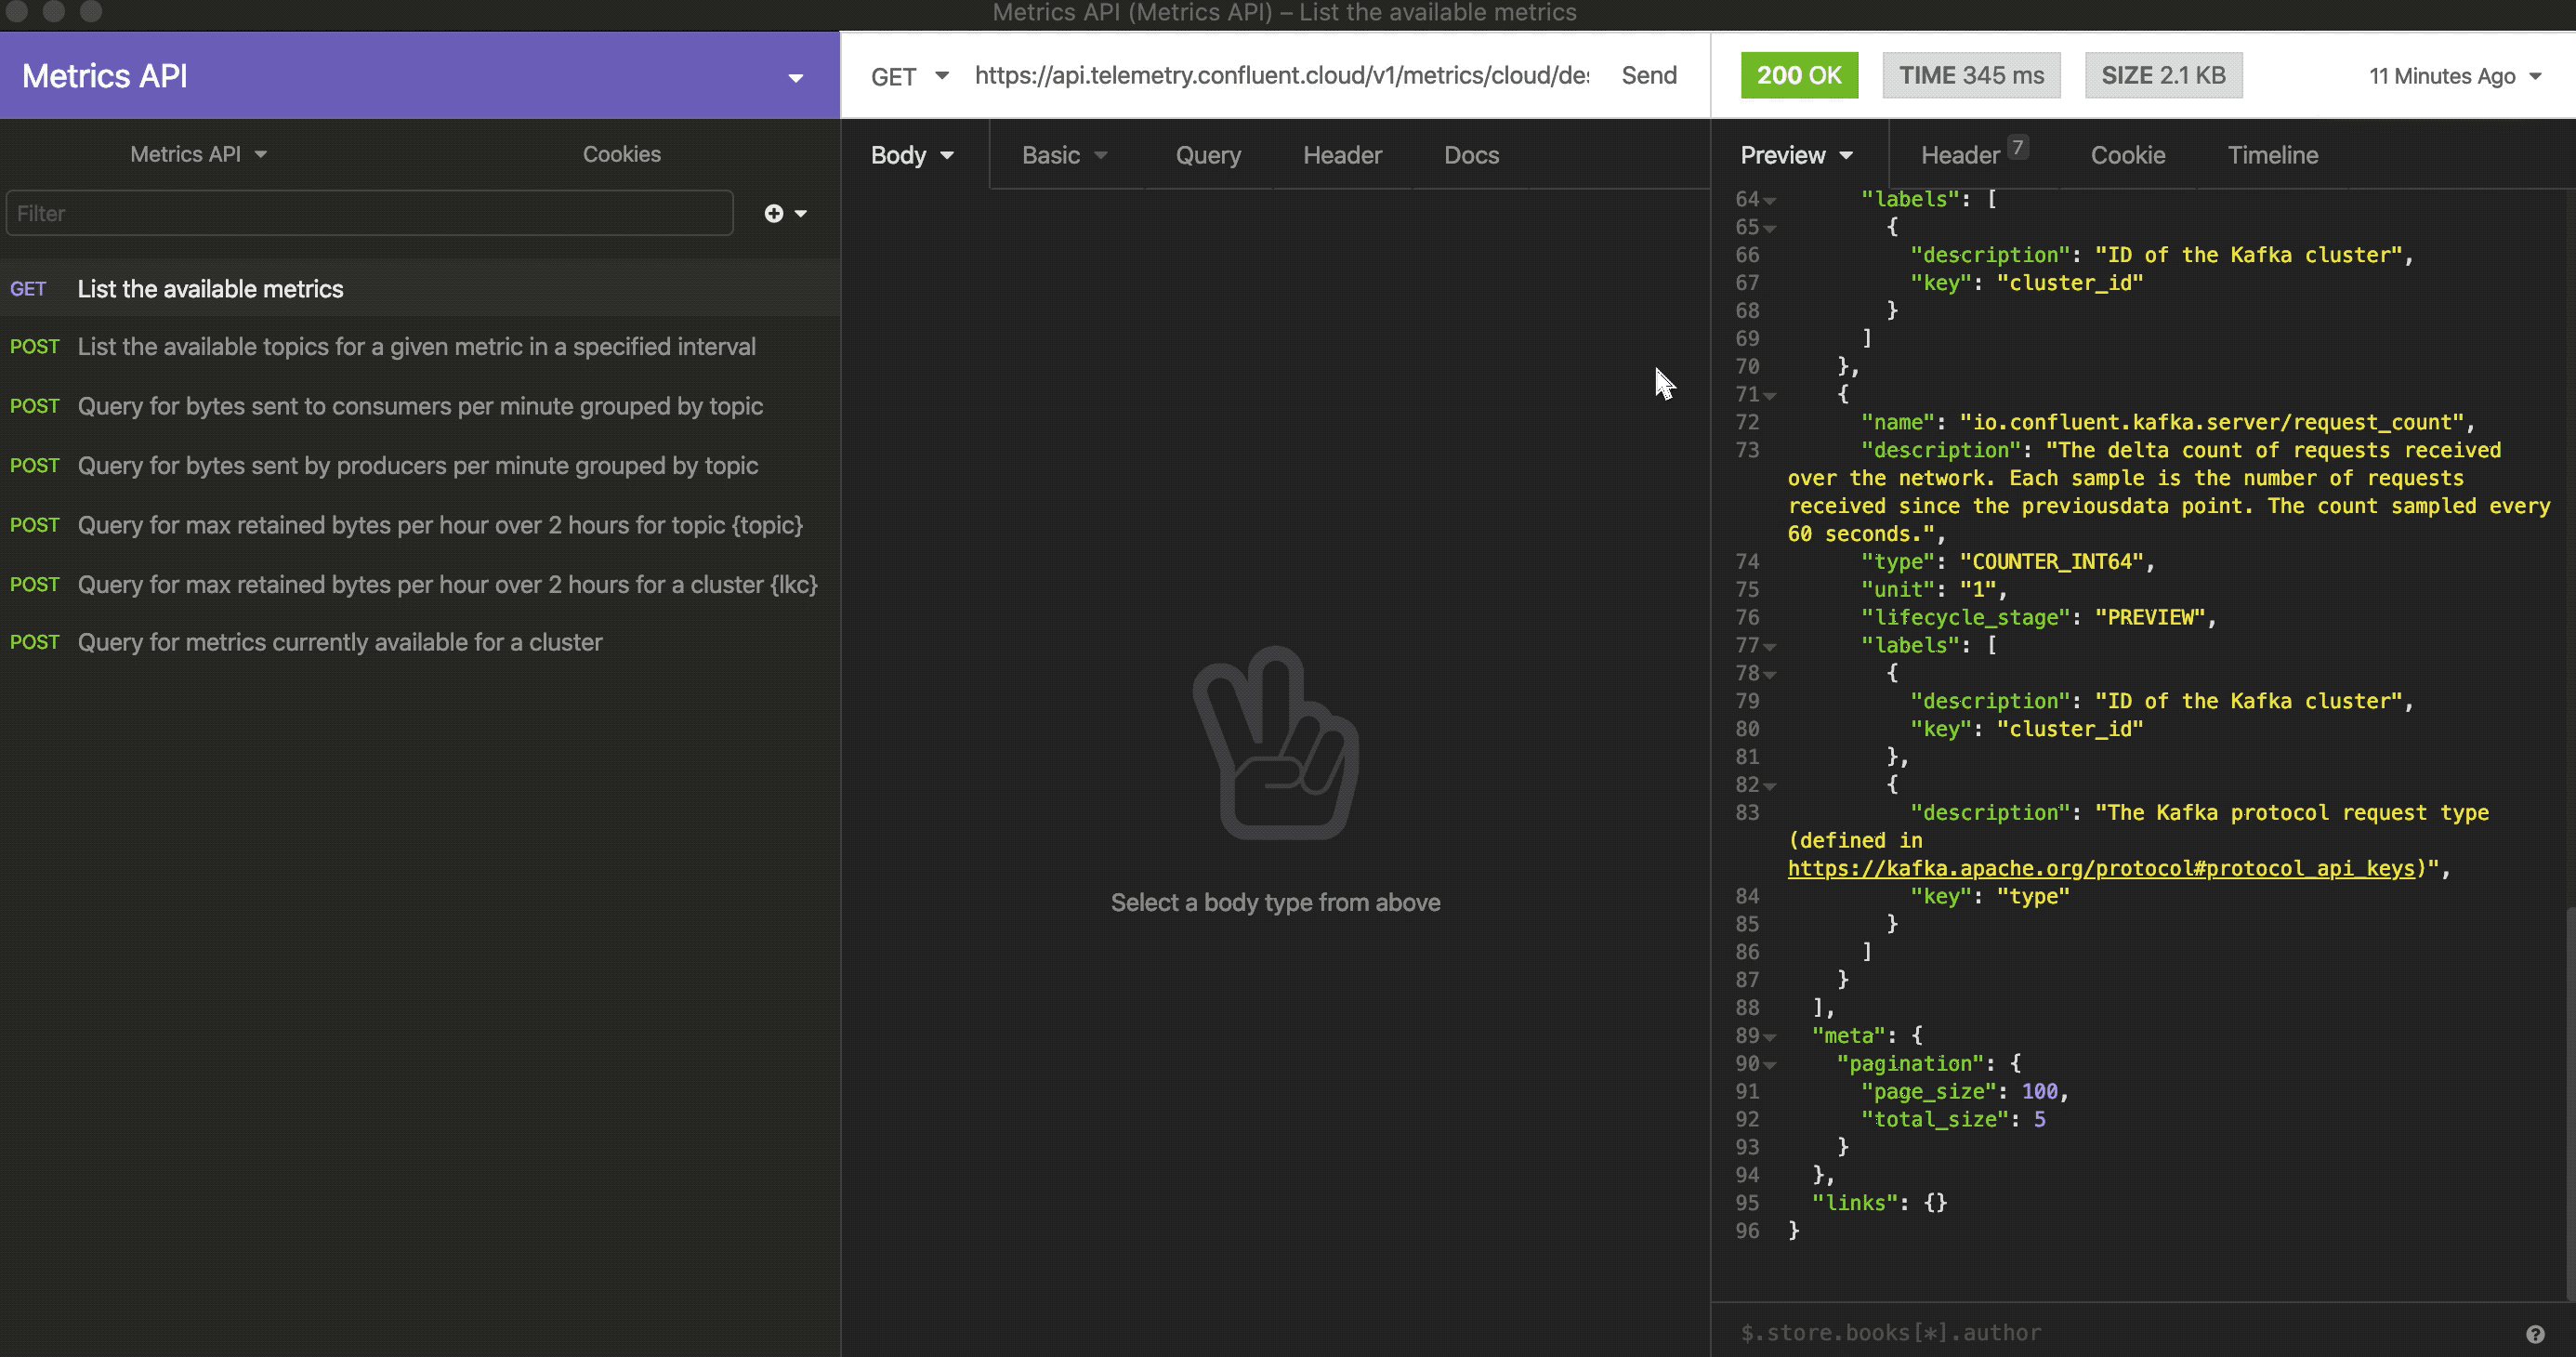 Metrics API (Metrics API) – List the available metrics
Metrics API
GET https://api.telemetry.confluent.cloud/v1/metrics/cloud/des Send
200 OK TIME 345 ms SIZE 2.1 KB 11 Minutes Ago
Metrics API Cookies
Filter
GET List the available metrics
POST List the available topics for a given metric in a specified interval
POST Query for bytes sent to consumers per minute grouped by topic
POST Query for bytes sent by producers per minute grouped by topic
POST Query for max retained bytes per hour over 2 hours for topic {topic}
POST Query for max retained bytes per hour over 2 hours for a cluster {lkc}
POST Query for metrics currently available for a cluster
Body Basic Query Header Docs
Select a body type from above
Preview Header 7 Cookie Timeline
64 "labels": [
65 {
66 "description": "ID of the Kafka cluster",
67 "key": "cluster_id"
68 }
69 ]
70 },
71 {
72 "name": "io.confluent.kafka.server/request_count",
73 "description": "The delta count of requests received
over the network. Each sample is the number of requests
received since the previousdata point. The count sampled every
60 seconds.",
74 "type": "COUNTER_INT64",
75 "unit": "1",
76 "lifecycle_stage": "PREVIEW",
77 "labels": [
78 {
79 "description": "ID of the Kafka cluster",
80 "key": "cluster_id"
81 },
82 {
83 "description": "The Kafka protocol request type
(defined in
https://kafka.apache.org/protocol#protocol_api_keys)",
84 "key": "type"
85 }
86 ]
87 }
88 ],
89 "meta": {
90 "pagination": {
91 "page_size": 100,
92 "total_size": 5
93 }
94 },
95 "links": {}
96 }
$.store.books[*].author